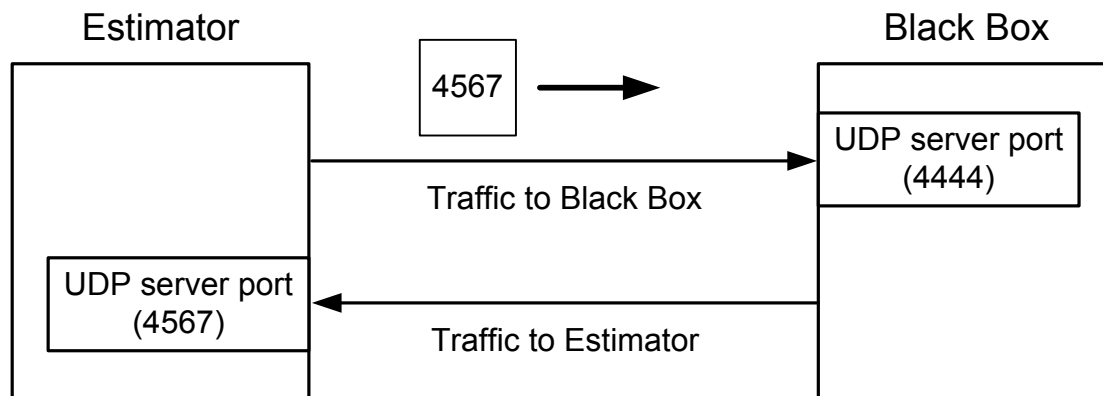 Estimator
Black Box
4567
UDP server port
(4444)
Traffic to Black Box
UDP server port
(4567)
Traffic to Estimator